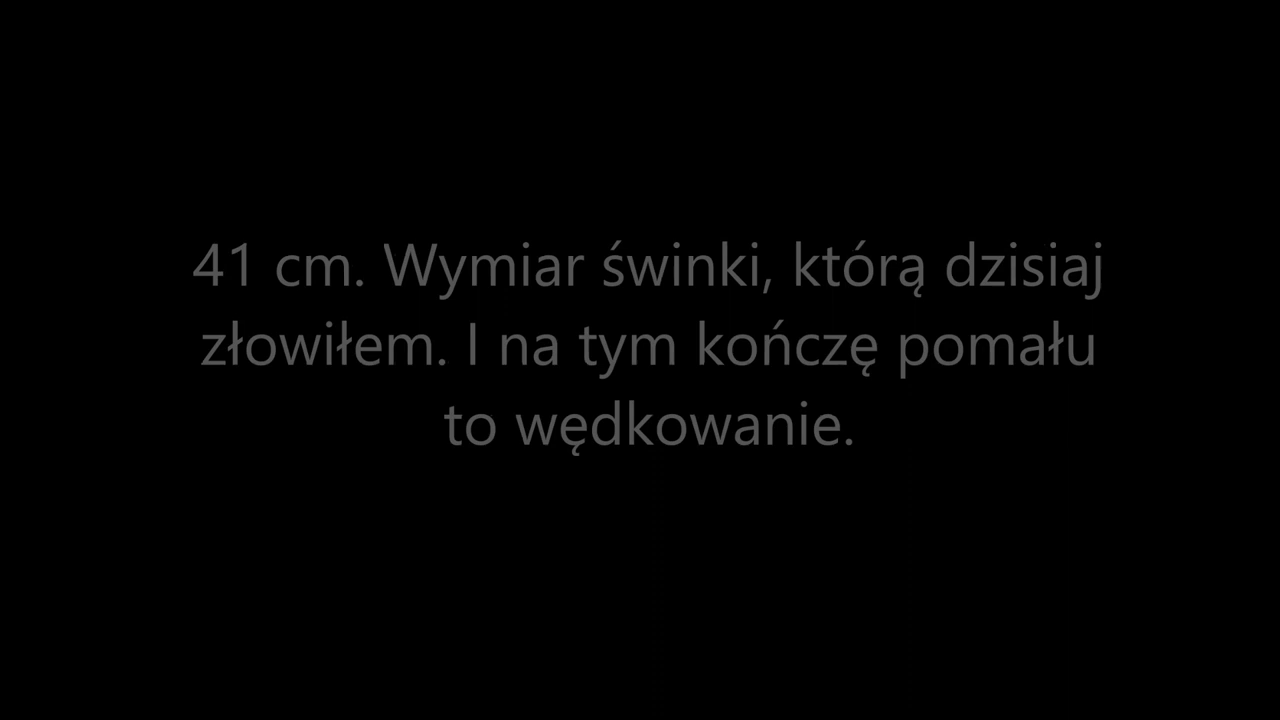 41 cm. Wymiar świnki, którą dzisiaj
złowiłem. I na tym kończę pomału
to wędkowanie.